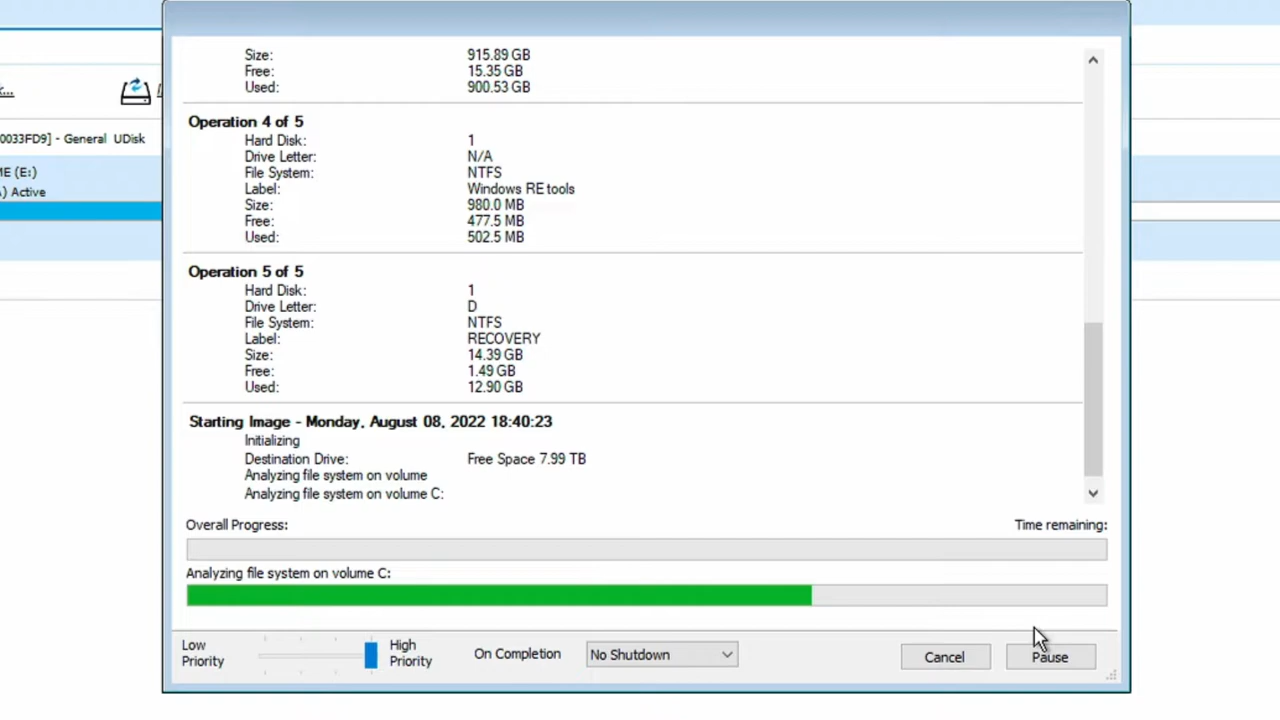 Size: 915.89 GB
Free: 15.35 GB
Used: 900.53 GB
Operation 4 of 5
Hard Disk: 1
Drive Letter: N/A
File System: NTFS
Label: Windows RE tools
Size: 980.0 MB
Free: 477.5 MB
Used: 502.5 MB
Operation 5 of 5
Hard Disk: 1
Drive Letter: D
File System: NTFS
Label: RECOVERY
Size: 14.39 GB
Free: 1.49 GB
Used: 12.90 GB
Starting Image - Monday, August 08, 2022 18:40:23
Initializing
Destination Drive: Free Space 7.99 TB
Analyzing file system on volume
Analyzing file system on volume C:
Overall Progress: Time remaining:
Analyzing file system on volume C:
Low Priority High Priority On Completion No Shutdown Cancel Pause
0033FD9] - General UDisk
ME (E:)
) Active